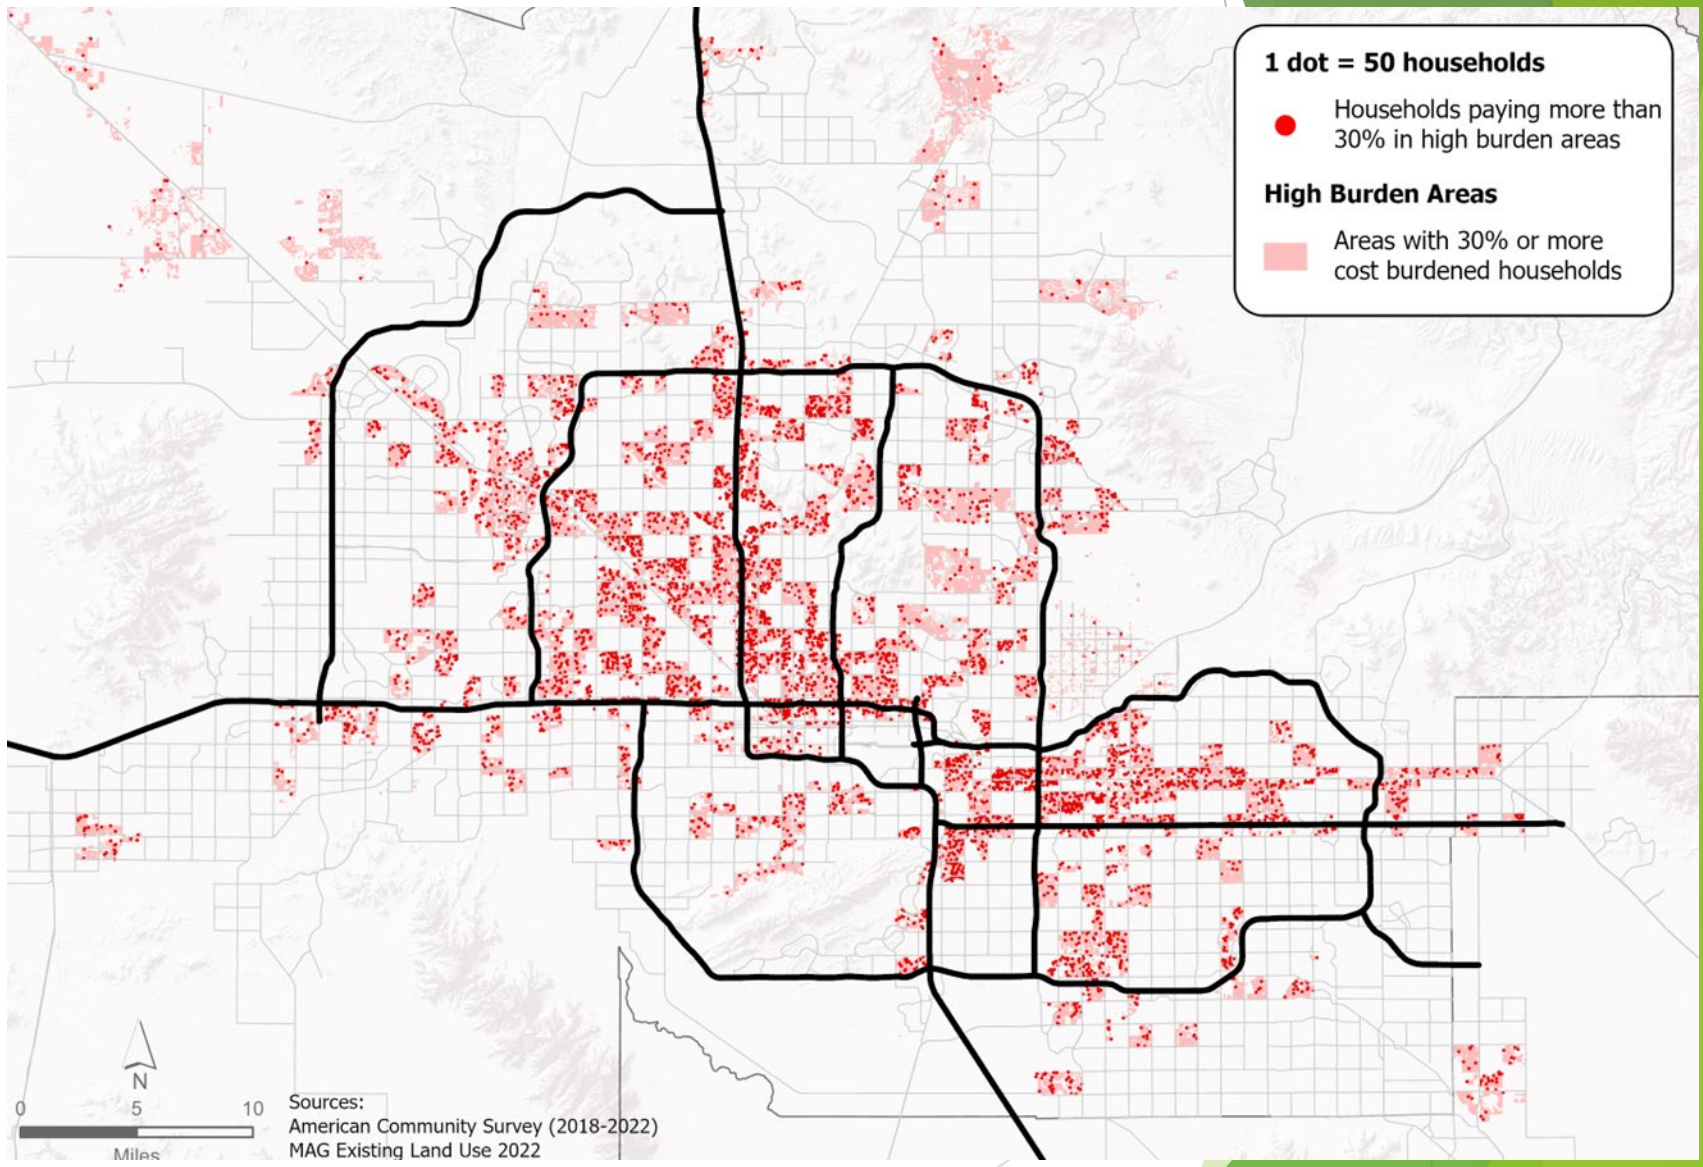 1 dot = 50 households
Households paying more than
30% in high burden areas
High Burden Areas
Areas with 30% or more
cost burdened households
N
0 5 10
Miles
Sources:
American Community Survey (2018-2022)
MAG Existing Land Use 2022